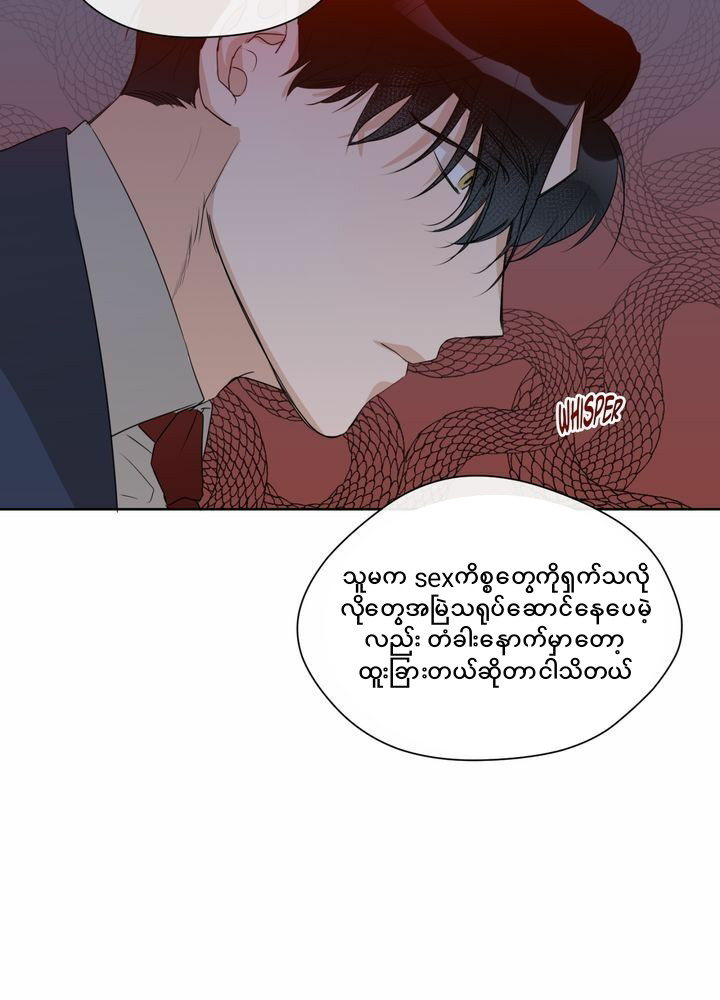 WHISPER
သူမက sexကိစ္စတွေကိုရှက်သလို
လိုတွေအမြဲသရုပ်ဆောင်နေပေမဲ့
လည်း တံခါးနောက်မှာတော့
ထူးခြားတယ်ဆိုတာငါသိတယ်